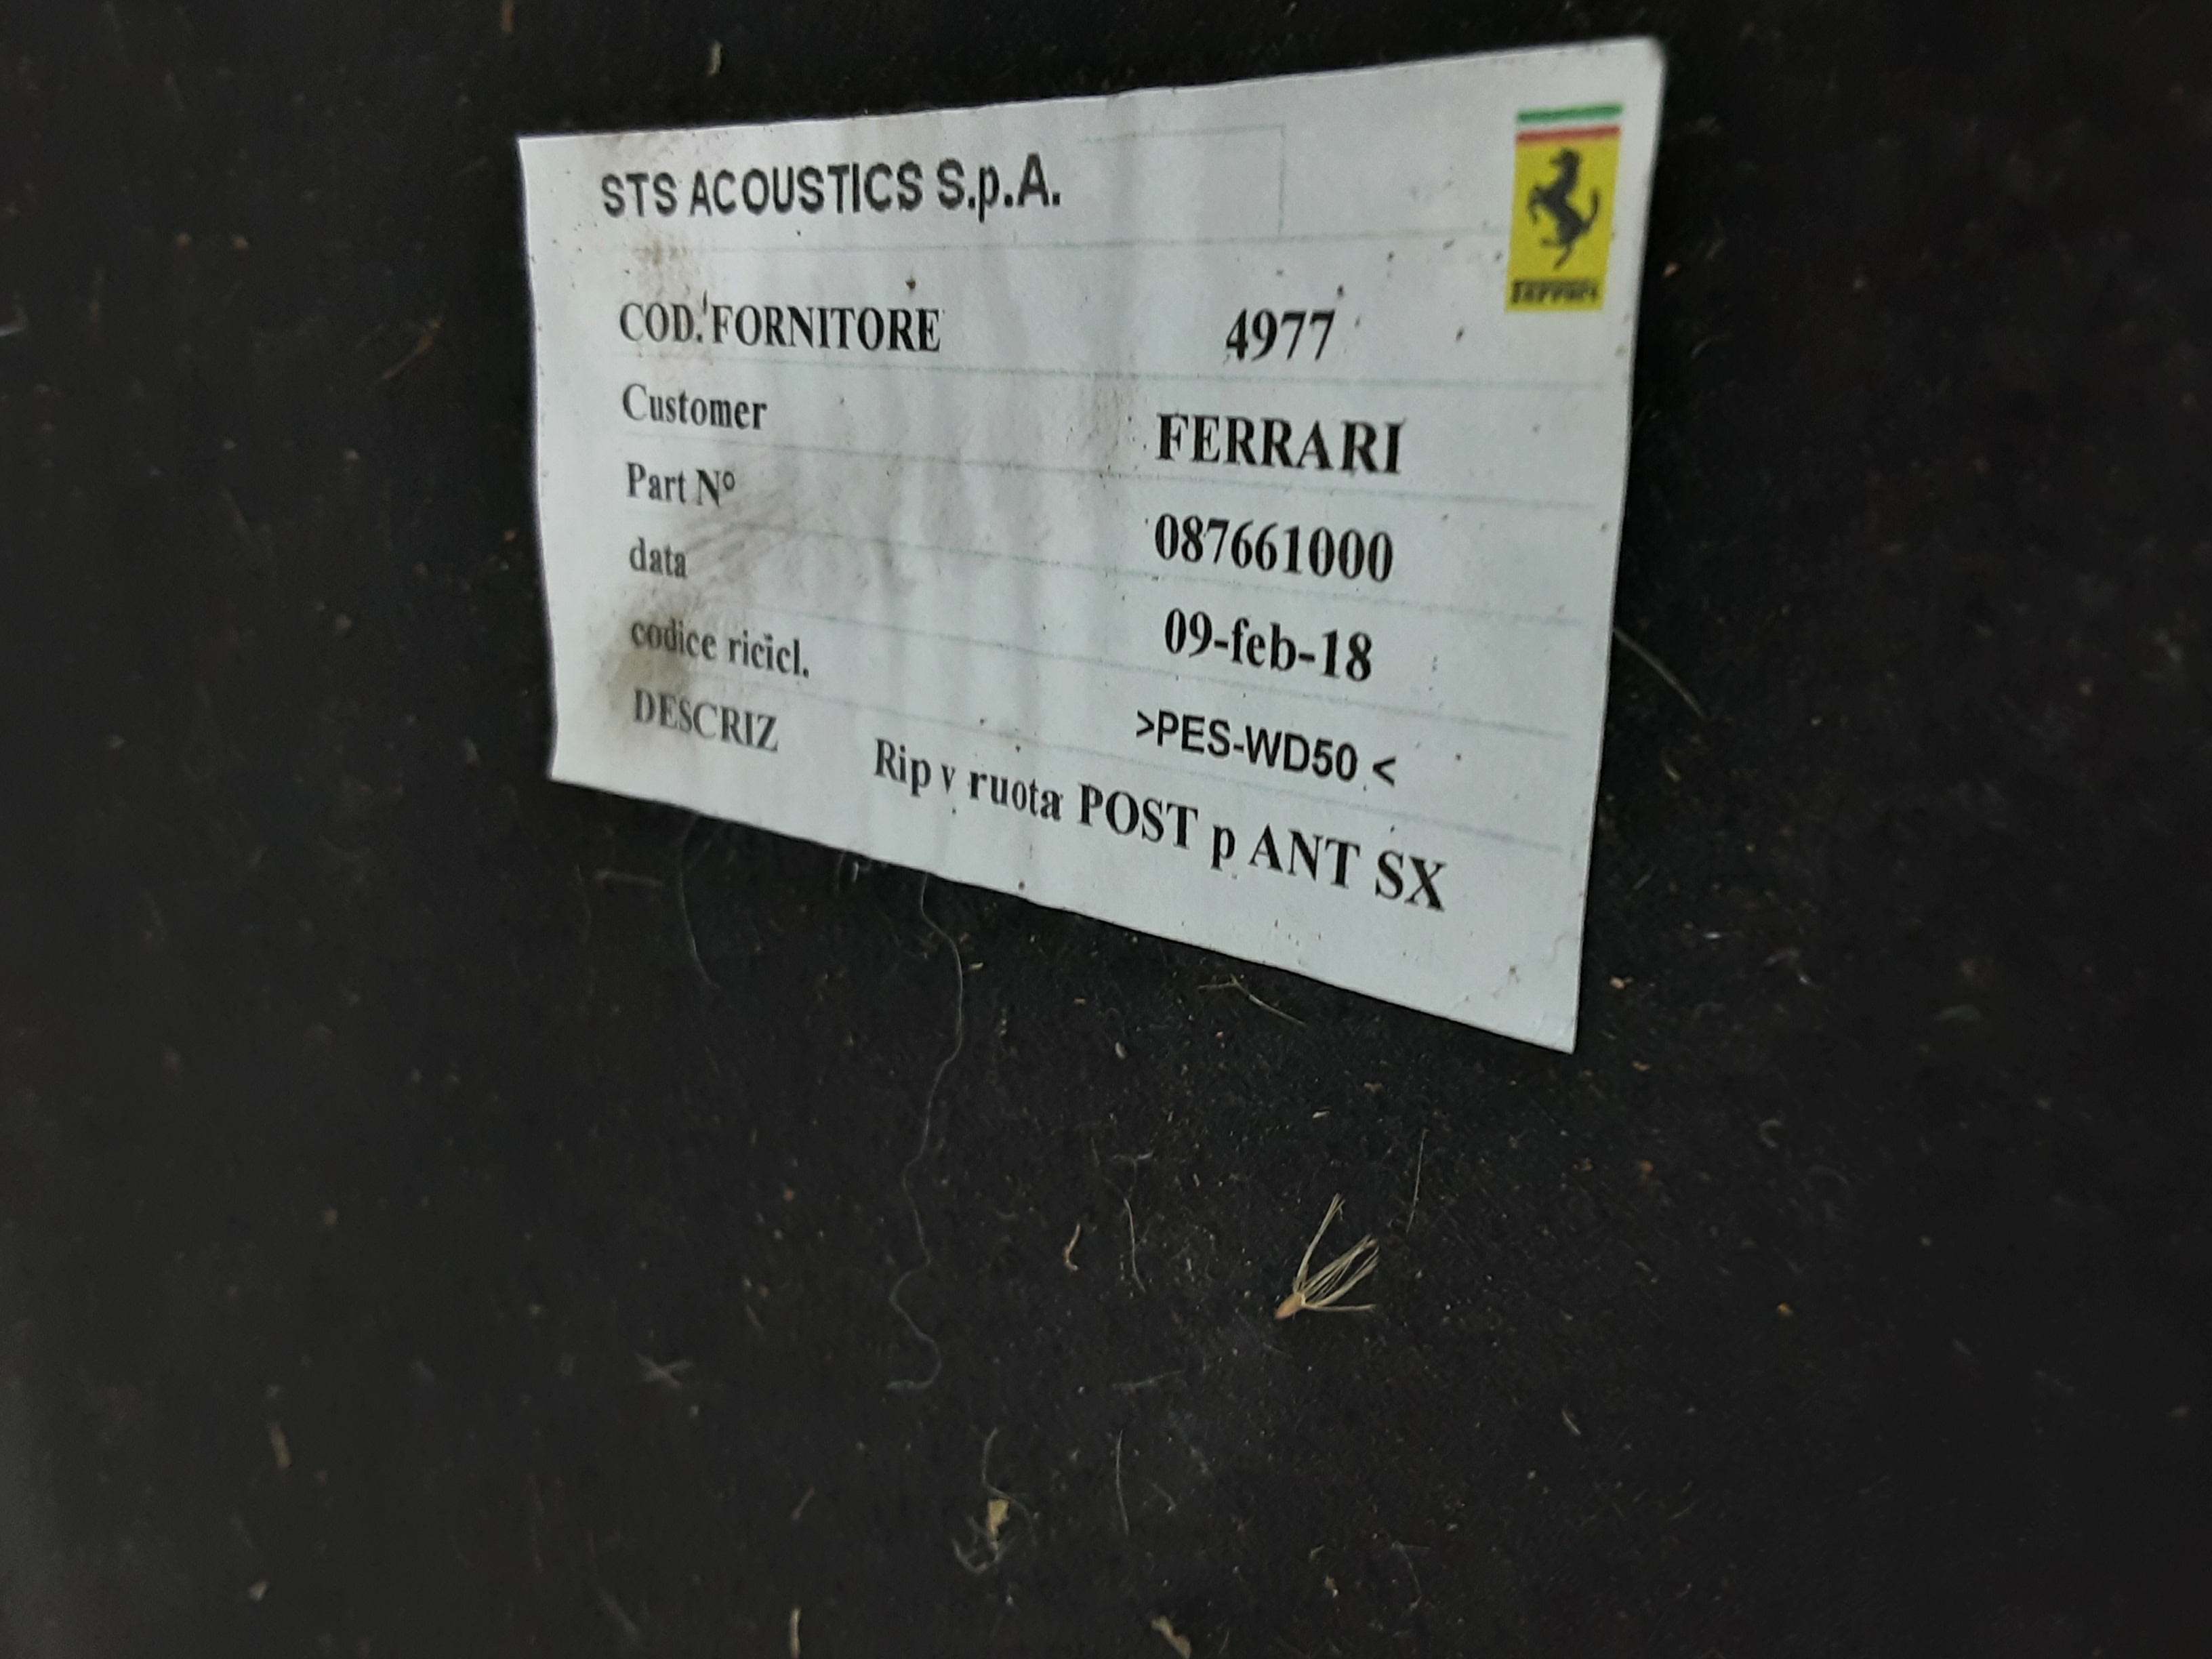 STS ACOUSTICS S.p.A.
Ferrari
COD. FORNITORE 4977
Customer FERRARI
Part N° 087661000
data 09-feb-18
codice ricicl. >PES-WD50 <
DESCRIZ Rip v ruota POST p ANT SX